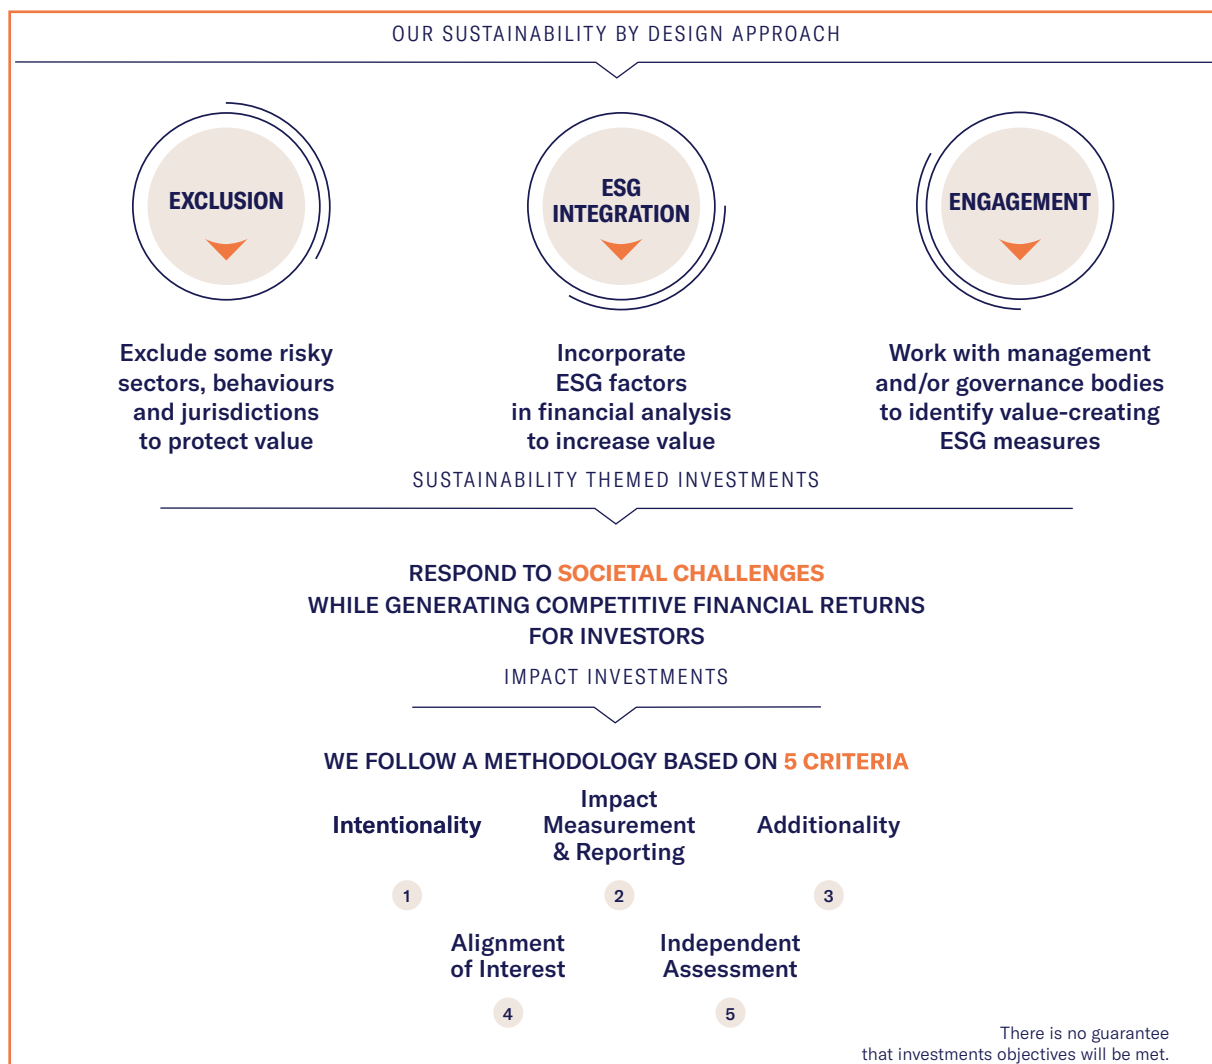 OUR SUSTAINABILITY BY DESIGN APPROACH
EXCLUSION
Exclude some risky
sectors, behaviours
and jurisdictions
to protect value
ESG
INTEGRATION
Incorporate
ESG factors
in financial analysis
to increase value
ENGAGEMENT
Work with management
and/or governance bodies
to identify value-creating
ESG measures
SUSTAINABILITY THEMED INVESTMENTS
RESPOND TO SOCIETAL CHALLENGES
WHILE GENERATING COMPETITIVE FINANCIAL RETURNS
FOR INVESTORS
IMPACT INVESTMENTS
WE FOLLOW A METHODOLOGY BASED ON 5 CRITERIA
Intentionality
1
Impact
Measurement
& Reporting
2
Additionality
3
Alignment
of Interest
4
Independent
Assessment
5
There is no guarantee
that investments objectives will be met.